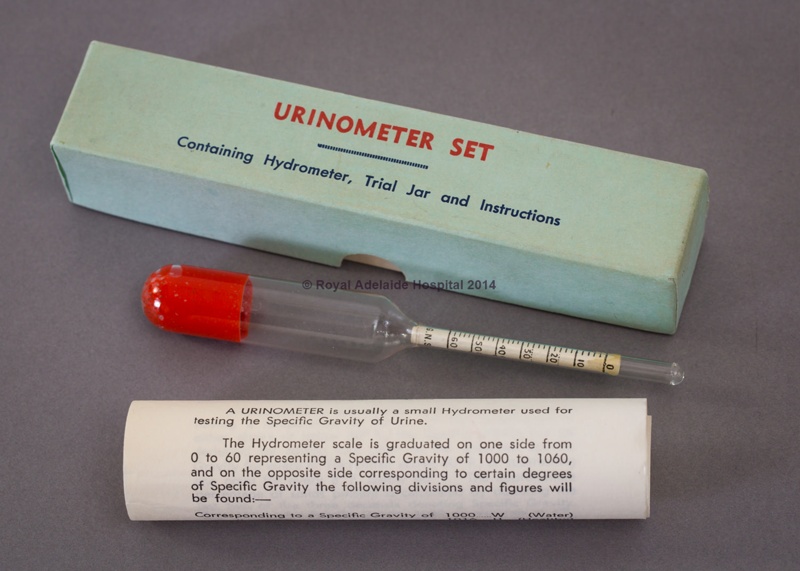 URINOMETER SET
Containing Hydrometer, Trial Jar and Instructions
© Royal Adelaide Hospital 2014
G.N.S
60 50 40 30 20 10 0
A URINOMETER is usually a small Hydrometer used for
testing the Specific Gravity of Urine.
The Hydrometer scale is graduated on one side from
0 to 60 representing a Specific Gravity of 1000 to 1060,
and on the opposite side corresponding to certain degrees
of Specific Gravity the following divisions and figures will
be found:—
Corresponding to a Specific Gravity of 1000 W (Water)